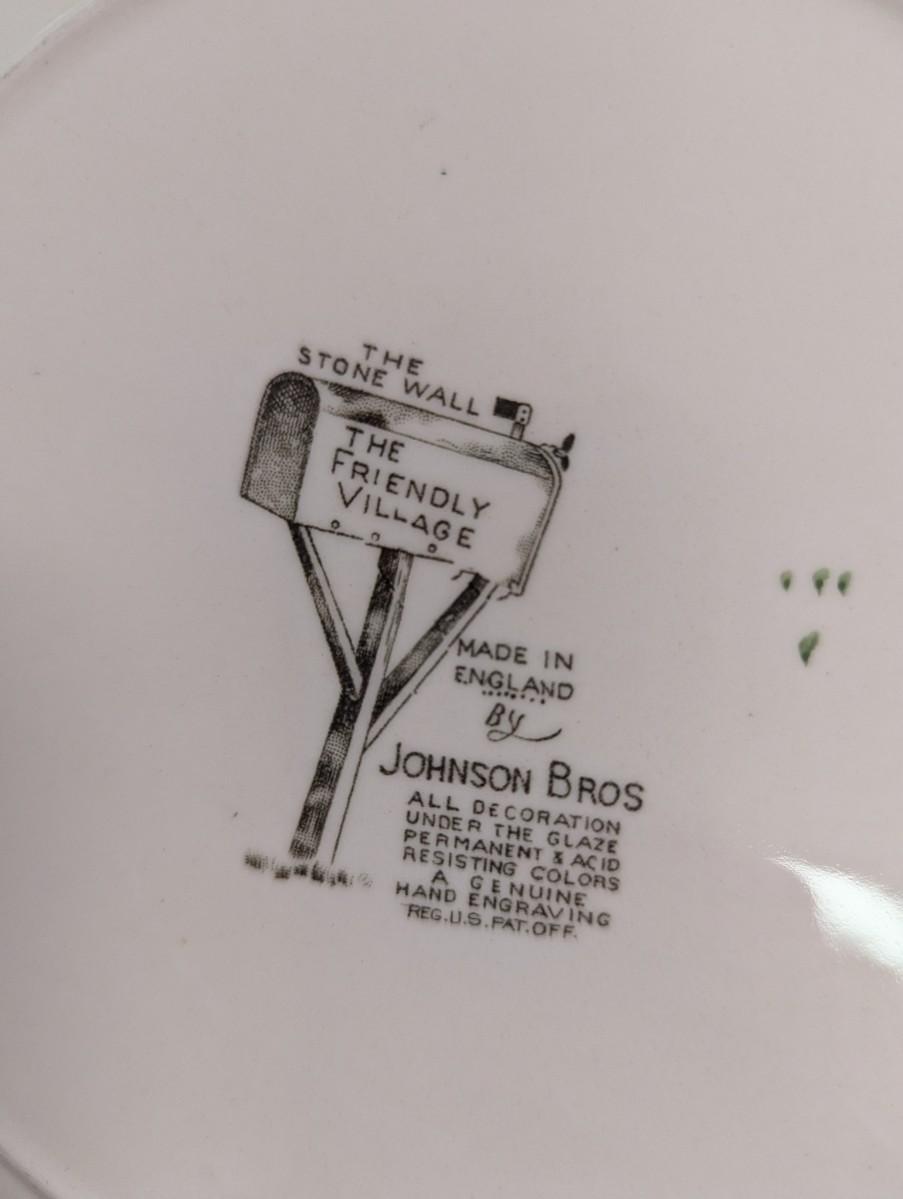 THE
STONE WALL
THE
FRIENDLY
VILLAGE
MADE IN
ENGLAND
By
JOHNSON BROS
ALL DECORATION
UNDER THE GLAZE
PERMANENT & ACID
RESISTING COLORS
A GENUINE
HAND ENGRAVING
REG.U.S.PAT.OFF.